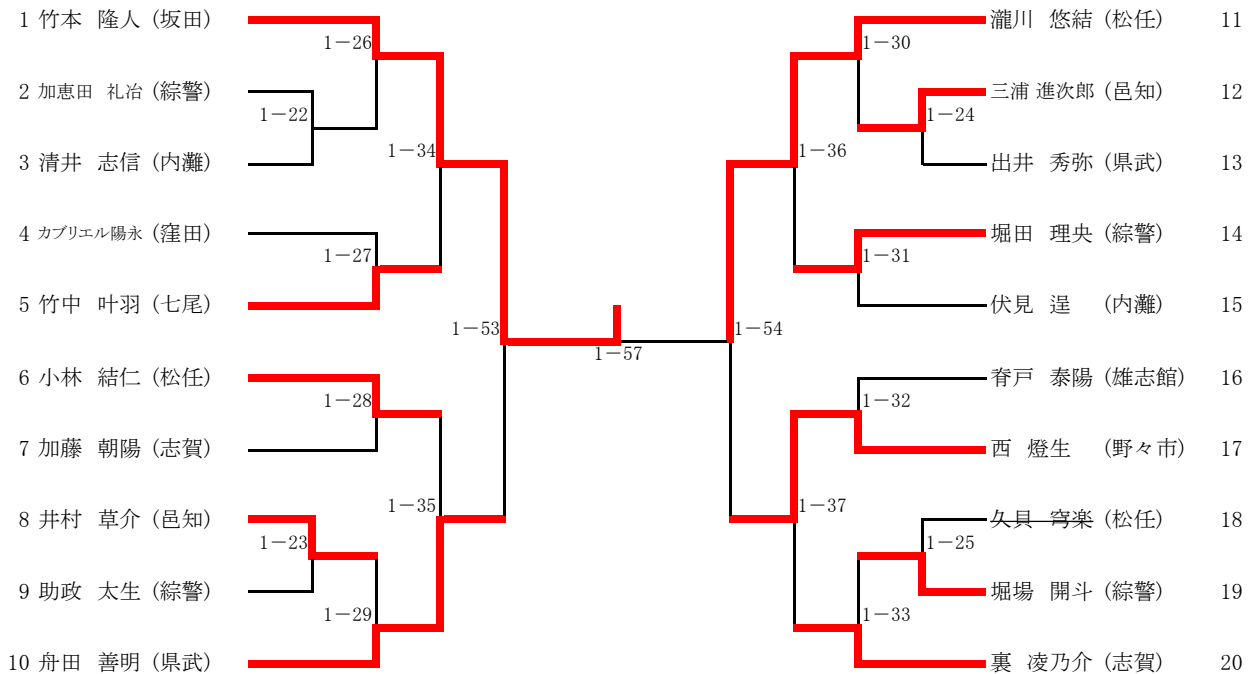 1 竹本 隆人 (坂田)
2 加恵田 礼冶 (綜警)
3 清井 志信 (内灘)
4 カブリエル陽永 (窪田)
5 竹中 叶羽 (七尾)
6 小林 結仁 (松任)
7 加藤 朝陽 (志賀)
8 井村 草介 (邑知)
9 助政 太生 (綜警)
10 舟田 善明 (県武)
1-26
1-22
1-34
1-27
1-53
1-28
1-35
1-23
1-29
1-57
1-30
1-24
1-36
1-31
1-54
1-32
1-37
1-25
1-33
瀧川 悠結 (松任) 11
三浦 進次郎 (邑知) 12
出井 秀弥 (県武) 13
堀田 理央 (綜警) 14
伏見 逞 (内灘) 15
脊戸 泰陽 (雄志館) 16
西 燈生 (野々市) 17
久貝 穹楽 (松任) 18
堀場 開斗 (綜警) 19
裏 凌乃介 (志賀) 20